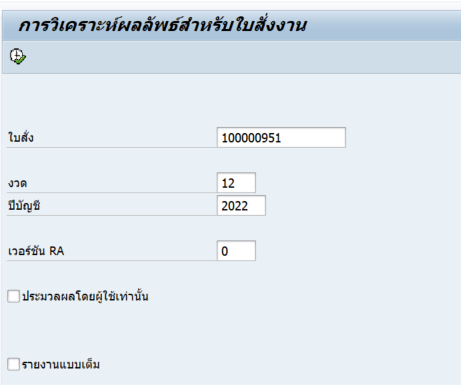 การวิเคราะห์ผลลัพธ์สำหรับใบสั่งงาน
ใบสั่ง 100000951
งวด 12
ปีบัญชี 2022
เวอร์ชัน RA 0
ประมวลผลโดยผู้ใช้เท่านั้น
รายงานแบบเต็ม